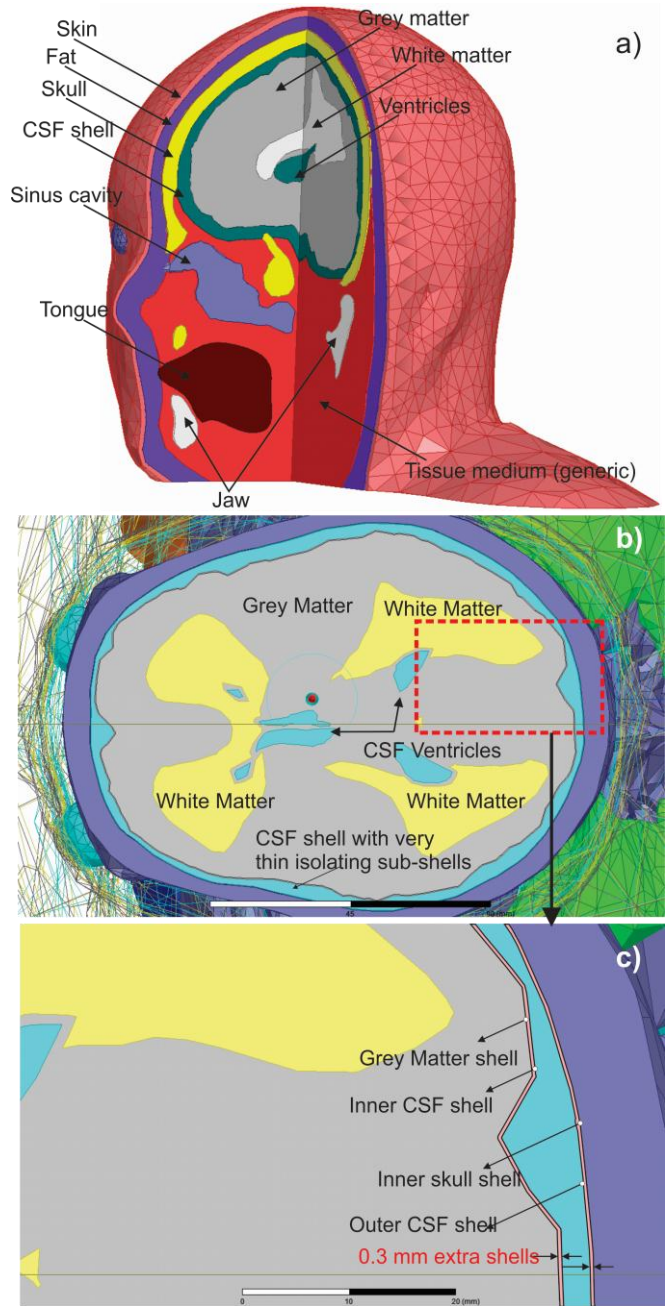 a)
Grey matter
Skin
White matter
Fat
Skull
Ventricles
CSF shell
Sinus cavity
Tongue
Tissue medium (generic)
Jaw
b)
Grey Matter
White Matter
CSF Ventricles
White Matter
White Matter
CSF shell with very
thin isolating sub-shells
45
(mm)
c)
Grey Matter shell
Inner CSF shell
Inner skull shell
Outer CSF shell
0.3 mm extra shells
0
10
20 (mm)